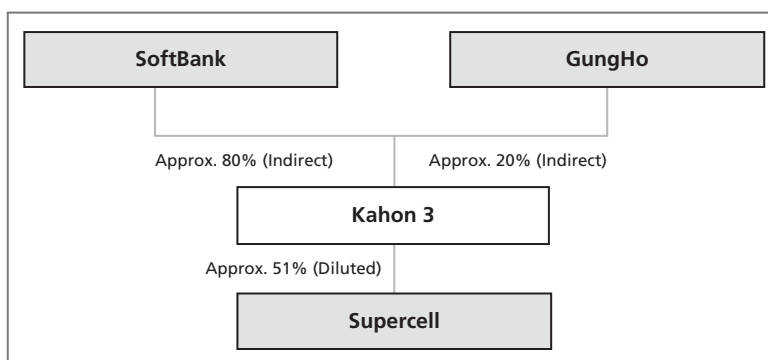 SoftBank
GungHo
Approx. 80% (Indirect)
Approx. 20% (Indirect)
Kahon 3
Approx. 51% (Diluted)
Supercell